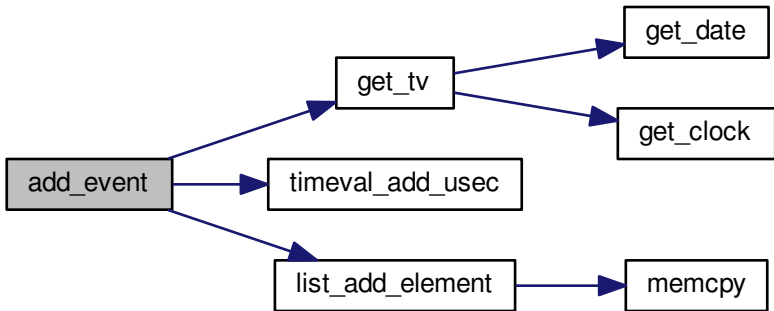 get_date
get_tv
get_clock
add_event
timeval_add_usec
list_add_element
memcpy